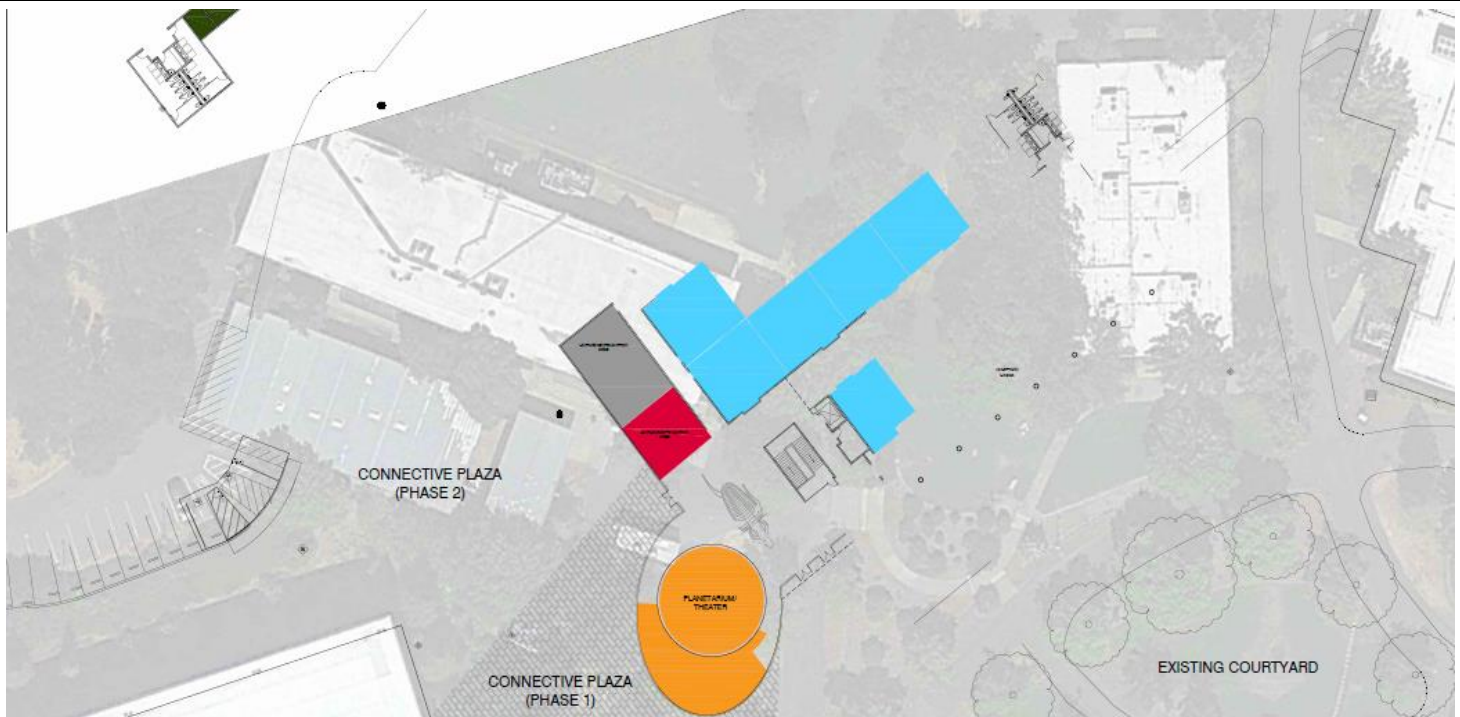 CONNECTIVE PLAZA
(PHASE 2)
PLANETARIUM/
THEATER
CONNECTIVE PLAZA
(PHASE 1)
EXISTING COURTYARD